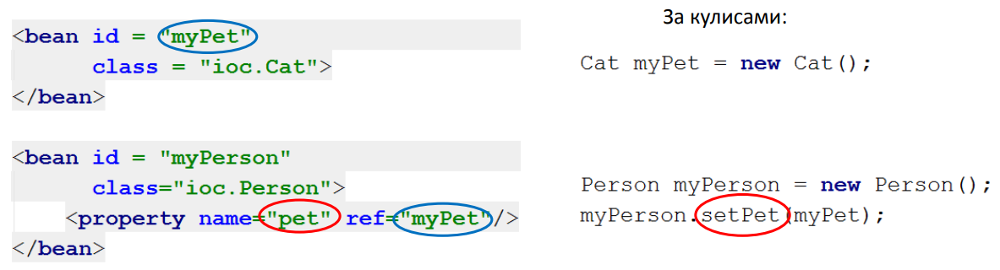 <bean id = "myPet"
class = "ioc.Cat">
</bean>
<bean id = "myPerson"
class="ioc.Person">
<property name="pet" ref="myPet"/>
</bean>
За кулисами:
Cat myPet = new Cat();
Person myPerson = new Person();
myPerson.setPet(myPet);